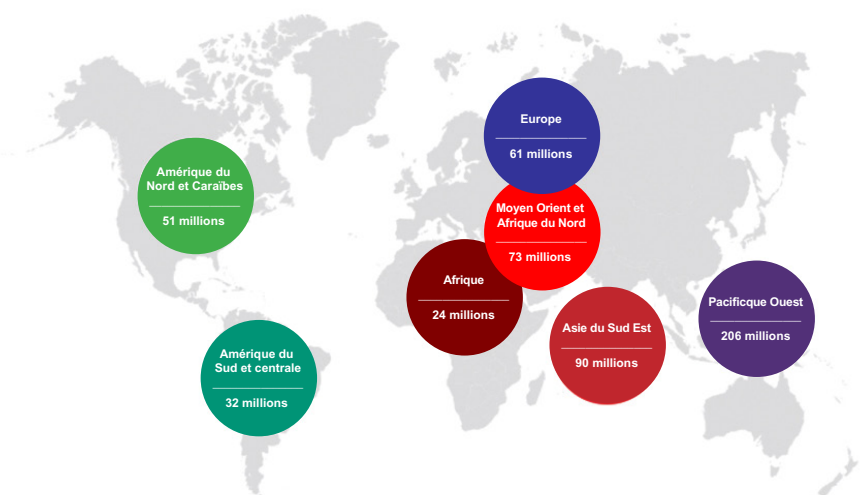 Europe
61 millions
Amérique du
Nord et Caraïbes
51 millions
Moyen Orient et
Afrique du Nord
73 millions
Afrique
24 millions
Pacificque Ouest
206 millions
Asie du Sud Est
90 millions
Amérique du
Sud et centrale
32 millions